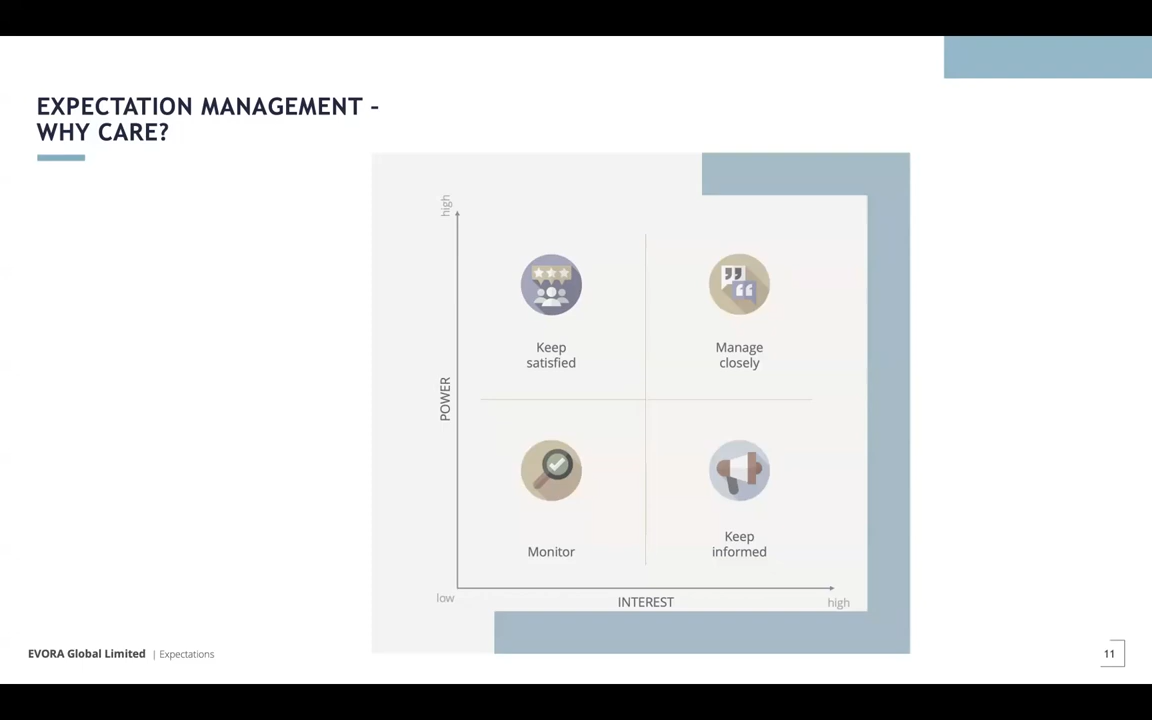 EXPECTATION MANAGEMENT –
WHY CARE?
high
Keep
satisfied
Manage
closely
POWER
Monitor
Keep
informed
low
INTEREST
high
EVORA Global Limited | Expectations
11